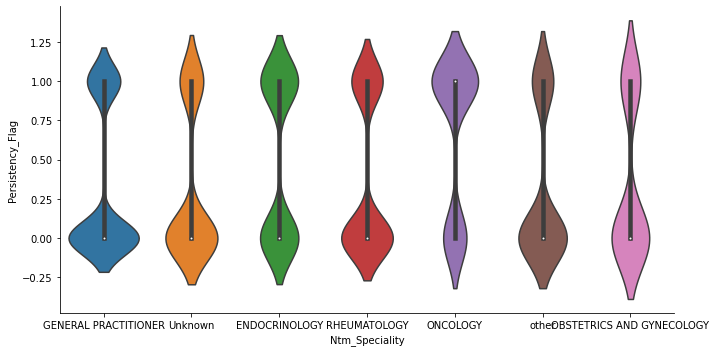 1.25
1.00
0.75
0.50
0.25
0.00
−0.25
Persistency_Flag
GENERAL PRACTITIONER Unknown ENDOCRINOLOGY RHEUMATOLOGY ONCOLOGY other OBSTETRICS AND GYNECOLOGY
Ntm_Speciality